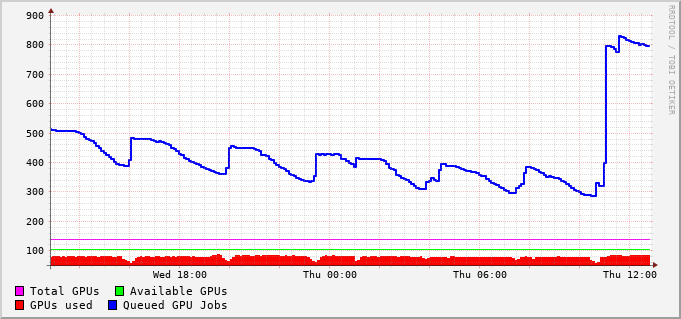 900
800
700
600
500
400
300
200
100
Wed 18:00 Thu 00:00 Thu 06:00 Thu 12:00
Total GPUs Available GPUs
GPUs used Queued GPU Jobs
RRDTOOL / TOBI OETIKER